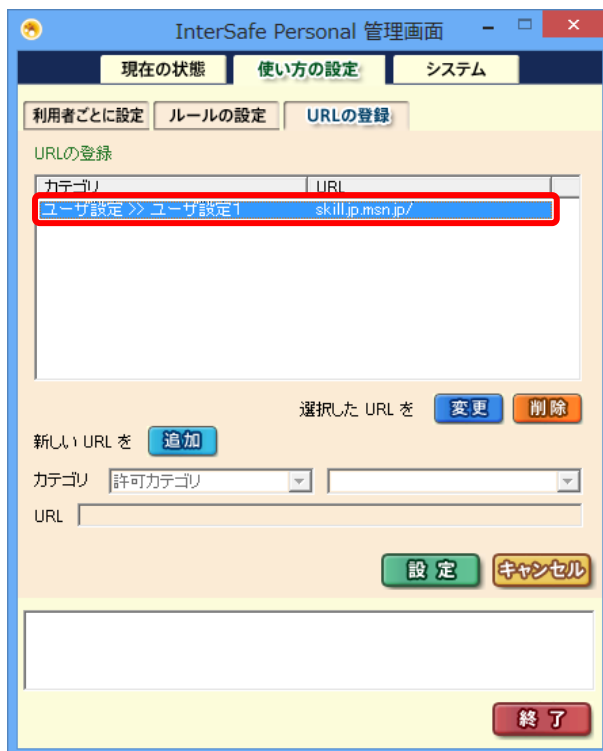 InterSafe Personal 管理画面
現在の状態 使い方の設定 システム
利用者ごとに設定 ルールの設定 URLの登録
URLの登録
カテゴリ URL
ユーザ設定 >> ユーザ設定1 skill.jp.msn.jp/
選択した URL を 変更 削除
新しい URL を 追加
カテゴリ 許可カテゴリ
URL
設定 キャンセル
終了